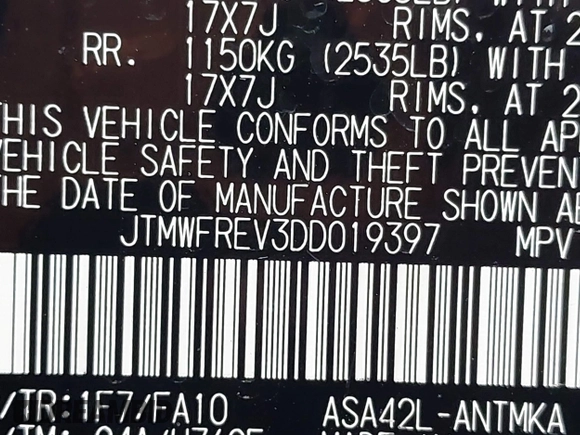 17X7J RIMS, AT 2
RR. 1150KG (2535LB) WITH
17X7J RIMS, AT 2
THIS VEHICLE CONFORMS TO ALL AP
VEHICLE SAFETY AND THEFT PREVEN
THE DATE OF MANUFACTURE SHOWN A
JTMWFREV3DD019397 MPV
/TR:1F7/FA10 ASA42L-ANTMKA